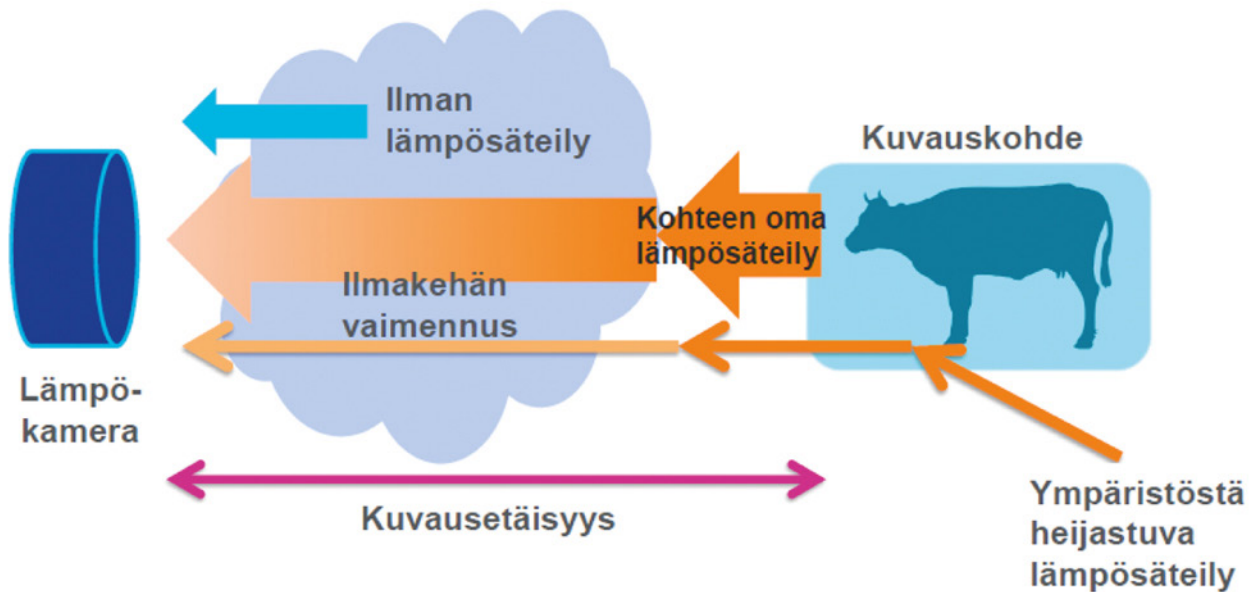 Ilman
lämpösäteily
Kuvauskohde
Kohteen oma
lämpösäteily
Ilmakehän
vaimennus
Lämpö-
kamera
Kuvausetäisyys
Ympäristöstä
heijastuva
lämpösäteily